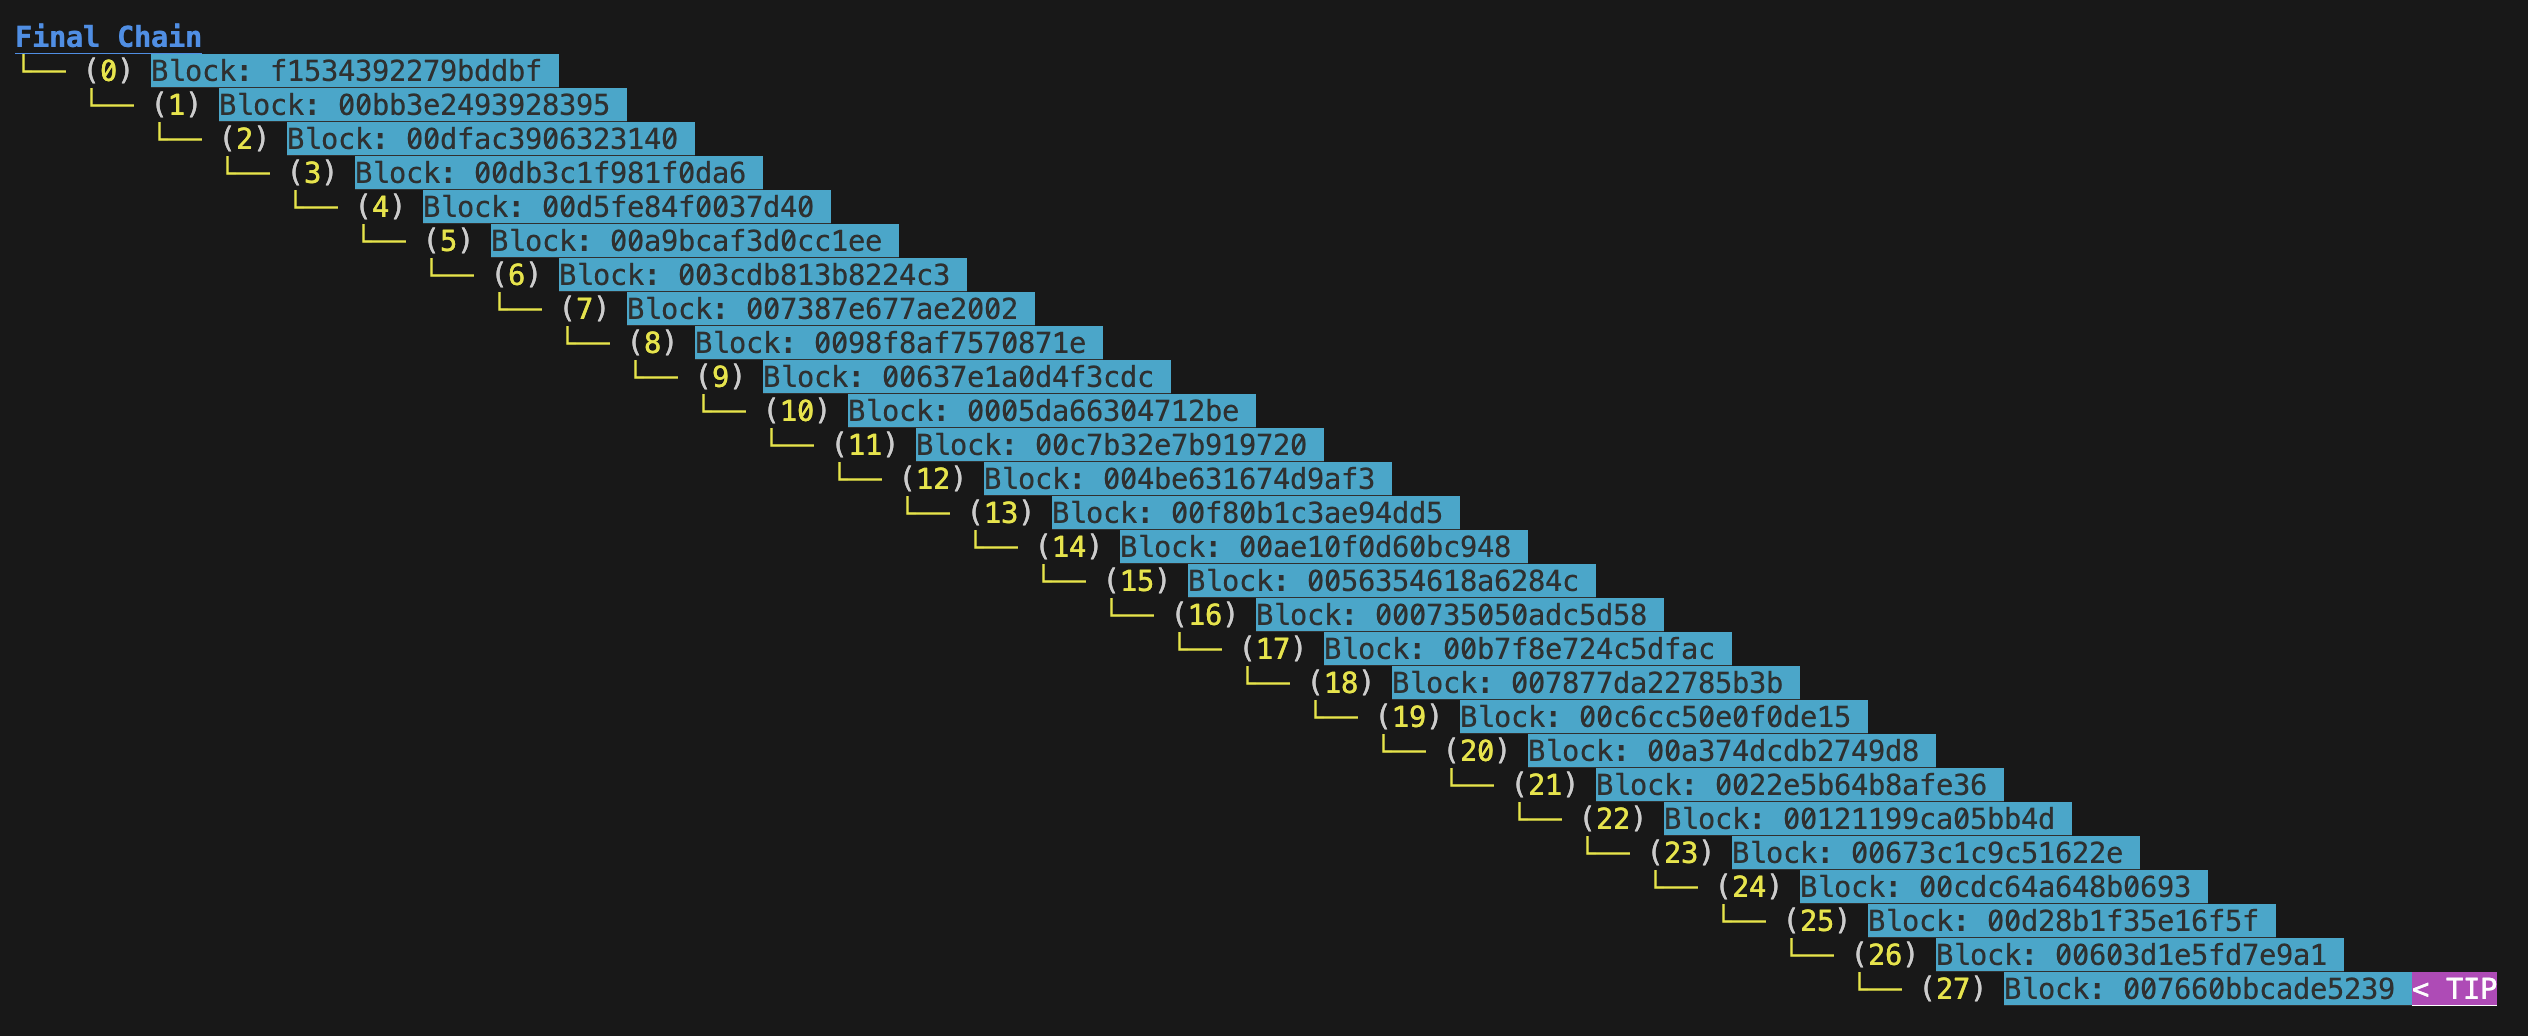 Final Chain
└── (0) Block: f1534392279bddbf
└── (1) Block: 00bb3e2493928395
└── (2) Block: 00dfac3906323140
└── (3) Block: 00db3c1f981f0da6
└── (4) Block: 00d5fe84f0037d40
└── (5) Block: 00a9bcaf3d0cc1ee
└── (6) Block: 003cdb813b8224c3
└── (7) Block: 007387e677ae2002
└── (8) Block: 0098f8af7570871e
└── (9) Block: 00637e1a0d4f3cdc
└── (10) Block: 0005da66304712be
└── (11) Block: 00c7b32e7b919720
└── (12) Block: 004be631674d9af3
└── (13) Block: 00f80b1c3ae94dd5
└── (14) Block: 00ae10f0d60bc948
└── (15) Block: 0056354618a6284c
└── (16) Block: 000735050adc5d58
└── (17) Block: 00b7f8e724c5dfac
└── (18) Block: 007877da22785b3b
└── (19) Block: 00c6cc50e0f0de15
└── (20) Block: 00a374dcdb2749d8
└── (21) Block: 0022e5b64b8afe36
└── (22) Block: 00121199ca05bb4d
└── (23) Block: 00673c1c9c51622e
└── (24) Block: 00cdc64a648b0693
└── (25) Block: 00d28b1f35e16f5f
└── (26) Block: 00603d1e5fd7e9a1
└── (27) Block: 007660bbcade5239 < TIP